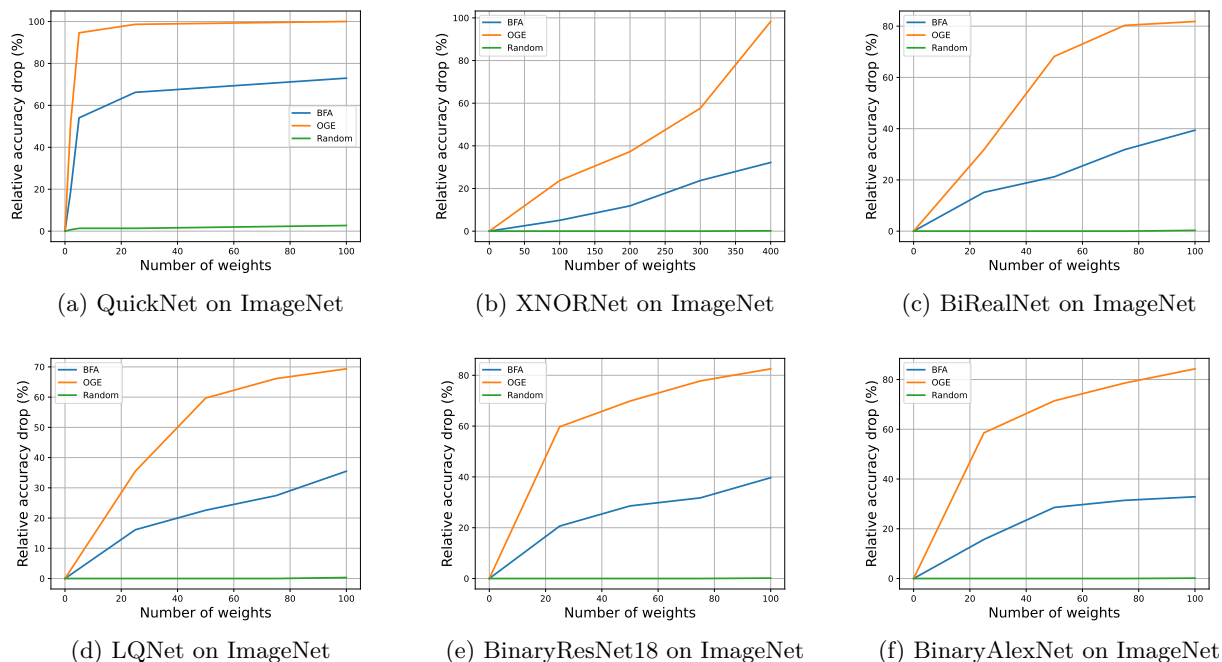 100
80
60
40
20
0
Relative accuracy drop (%)
BFA
OGE
Random
0 20 40 60 80 100
Number of weights
(a) QuickNet on ImageNet
100
80
60
40
20
0
Relative accuracy drop (%)
BFA
OGE
Random
0 50 100 150 200 250 300 350 400
Number of weights
(b) XNORNet on ImageNet
80
60
40
20
0
Relative accuracy drop (%)
BFA
OGE
Random
0 20 40 60 80 100
Number of weights
(c) BiRealNet on ImageNet
70
60
50
40
30
20
10
0
Relative accuracy drop (%)
BFA
OGE
Random
0 20 40 60 80 100
Number of weights
(d) LQNet on ImageNet
80
60
40
20
0
Relative accuracy drop (%)
BFA
OGE
Random
0 20 40 60 80 100
Number of weights
(e) BinaryResNet18 on ImageNet
80
60
40
20
0
Relative accuracy drop (%)
BFA
OGE
Random
0 20 40 60 80 100
Number of weights
(f) BinaryAlexNet on ImageNet